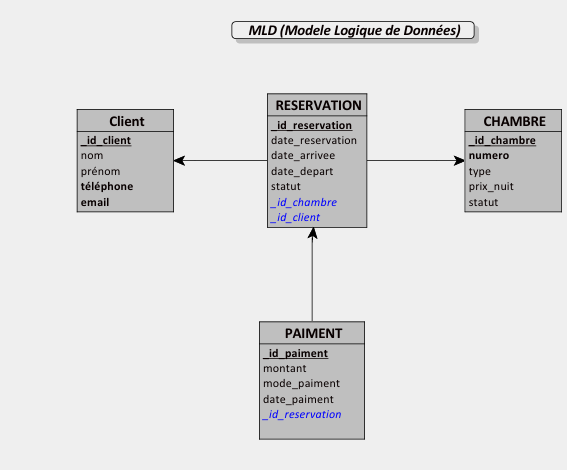 MLD (Modele Logique de Données)
Client
_id_client
nom
prénom
téléphone
email
RESERVATION
_id_reservation
date_reservation
date_arrivee
date_depart
statut
_id_chambre
_id_client
CHAMBRE
_id_chambre
numero
type
prix_nuit
statut
PAIMENT
_id_paiment
montant
mode_paiment
date_paiment
_id_reservation